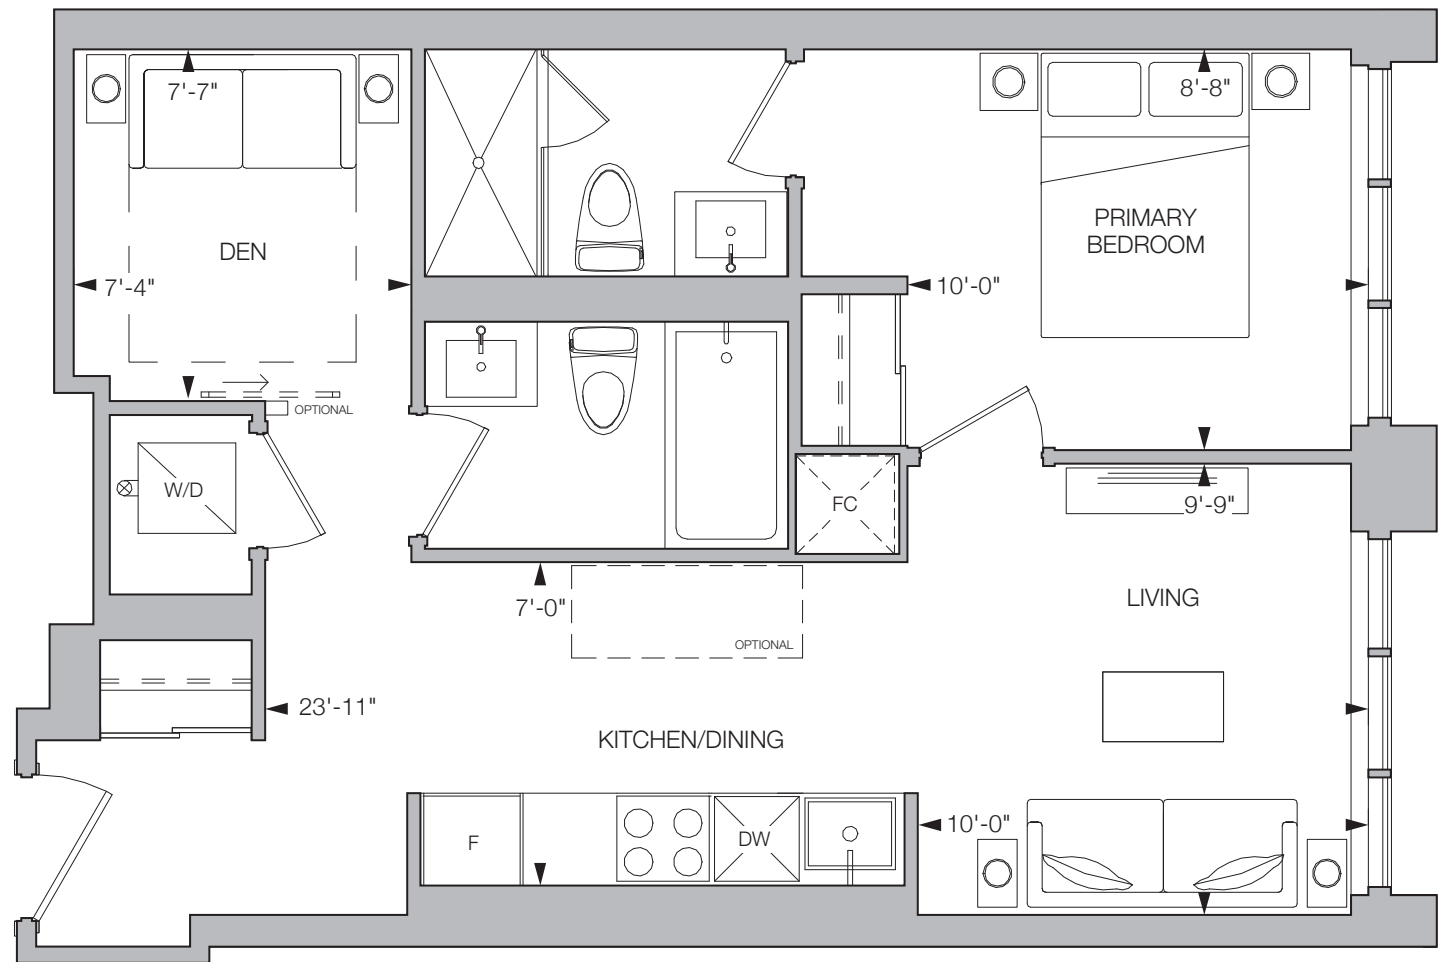 7'-7"
8'-8"
DEN
PRIMARY
BEDROOM
7'-4"
10'-0"
OPTIONAL
W/D
FC
9'-9"
7'-0"
LIVING
OPTIONAL
23'-11"
KITCHEN/DINING
10'-0"
F
DW